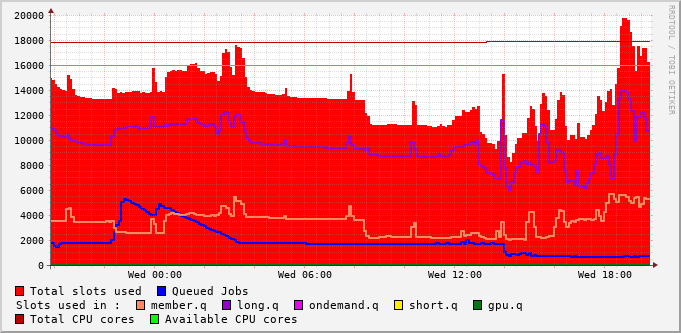 20000
18000
16000
14000
12000
10000
8000
6000
4000
2000
0
Wed 00:00 Wed 06:00 Wed 12:00 Wed 18:00
Total slots used Queued Jobs
Slots used in : member.q long.q ondemand.q short.q gpu.q
Total CPU cores Available CPU cores
RRDTOOL / TOBI OETIKER